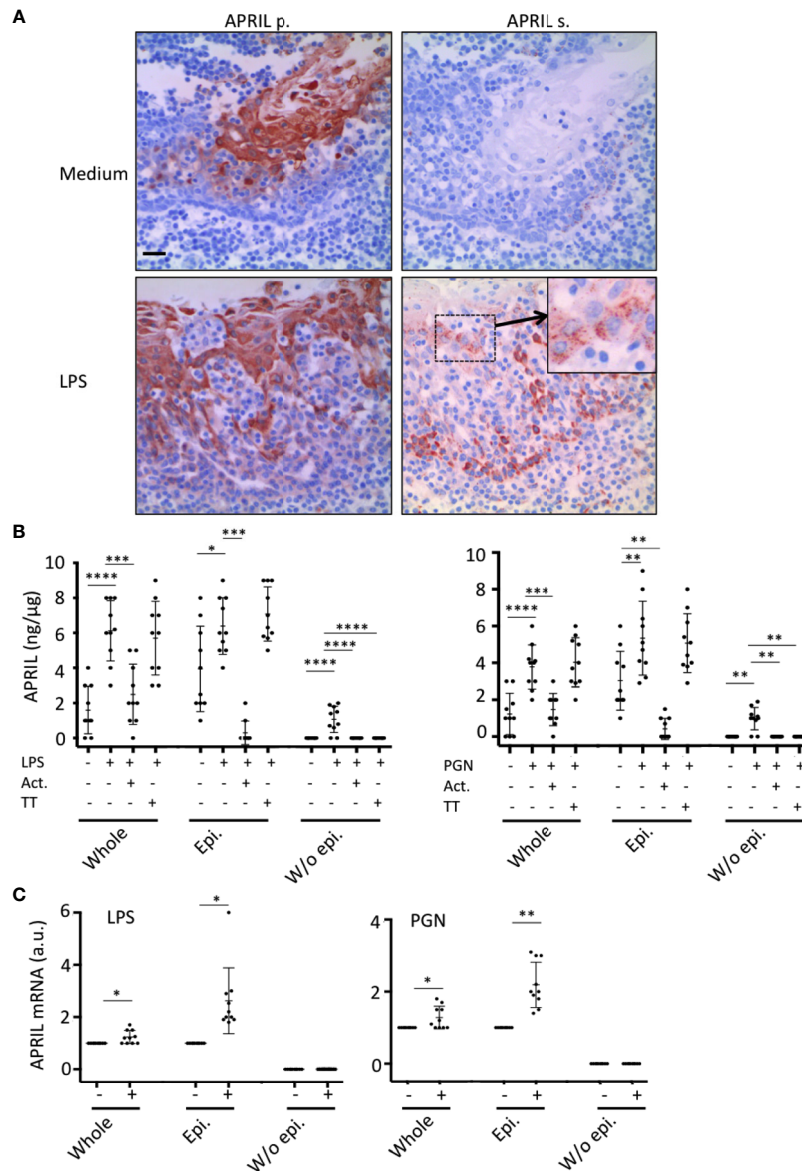 A
APRIL p.
APRIL s.
Medium
LPS
B
**** *** * *** **** **** ****
APRIL (ng/µg)
10
8
6
4
2
0
LPS - + + + - + + + - + + +
Act. - - + - - - + - - - + -
TT - - - + - - - + - - - +
Whole
Epi.
W/o epi.
**** *** ** ** ** ** **
10
8
6
4
2
0
PGN - + + + - + + + - + + +
Act. - - + - - - + - - - + -
TT - - - + - - - + - - - +
Whole
Epi.
W/o epi.
C
APRIL mRNA (a.u.)
LPS
* *
6
4
2
0
- + - + - +
Whole
Epi.
W/o epi.
PGN
* **
4
2
0
- + - + - +
Whole
Epi.
W/o epi.